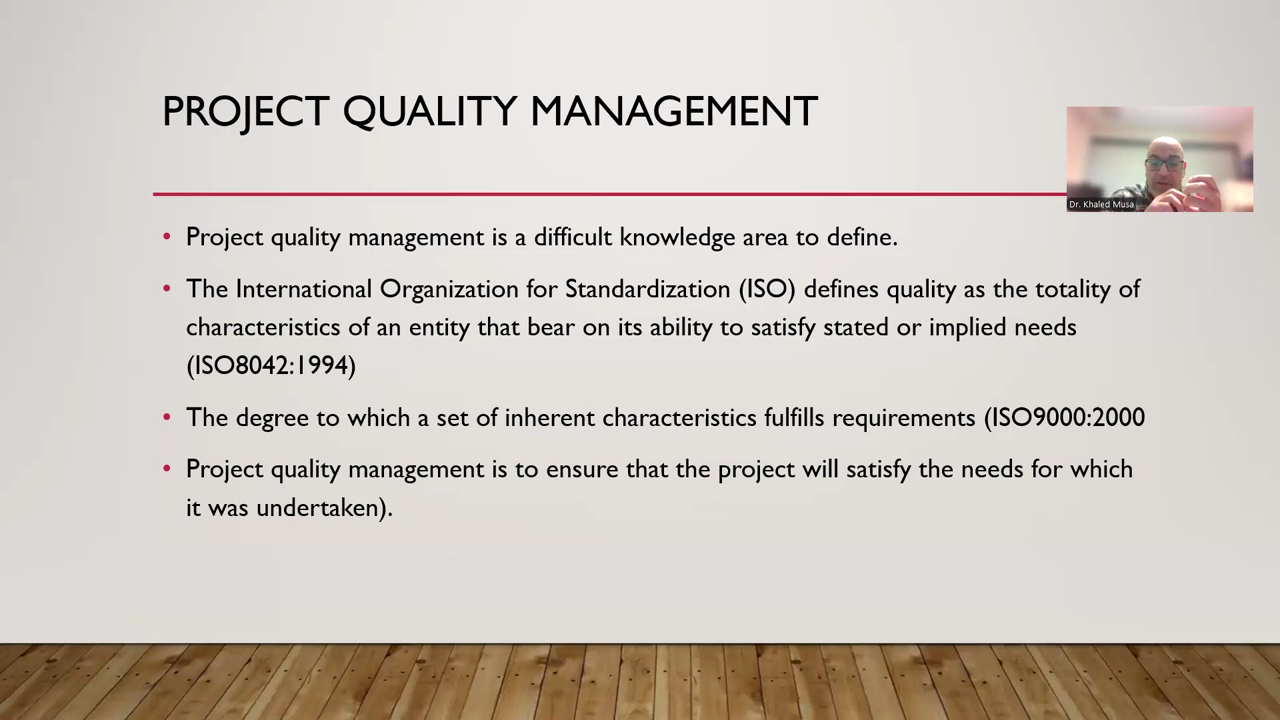 PROJECT QUALITY MANAGEMENT
Dr. Khaled Musa
• Project quality management is a difficult knowledge area to define.
• The International Organization for Standardization (ISO) defines quality as the totality of
characteristics of an entity that bear on its ability to satisfy stated or implied needs
(ISO8042:1994)
• The degree to which a set of inherent characteristics fulfills requirements (ISO9000:2000
• Project quality management is to ensure that the project will satisfy the needs for which
it was undertaken).